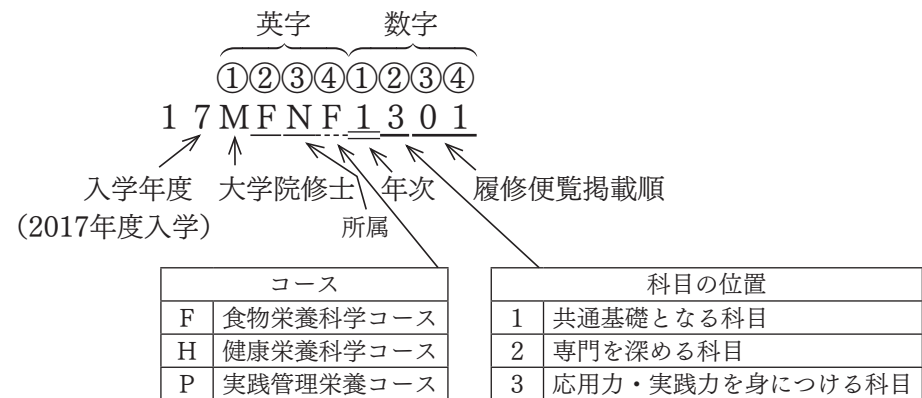 英字 数字
①②③④①②③④
17MFNF1301
入学年度 大学院修士 年次 履修便覧掲載順
(2017年度入学) 所属
コース
F 食物栄養科学コース
H 健康栄養科学コース
P 実践管理栄養コース
科目の位置
1 共通基礎となる科目
2 専門を深める科目
3 応用力・実践力を身につける科目